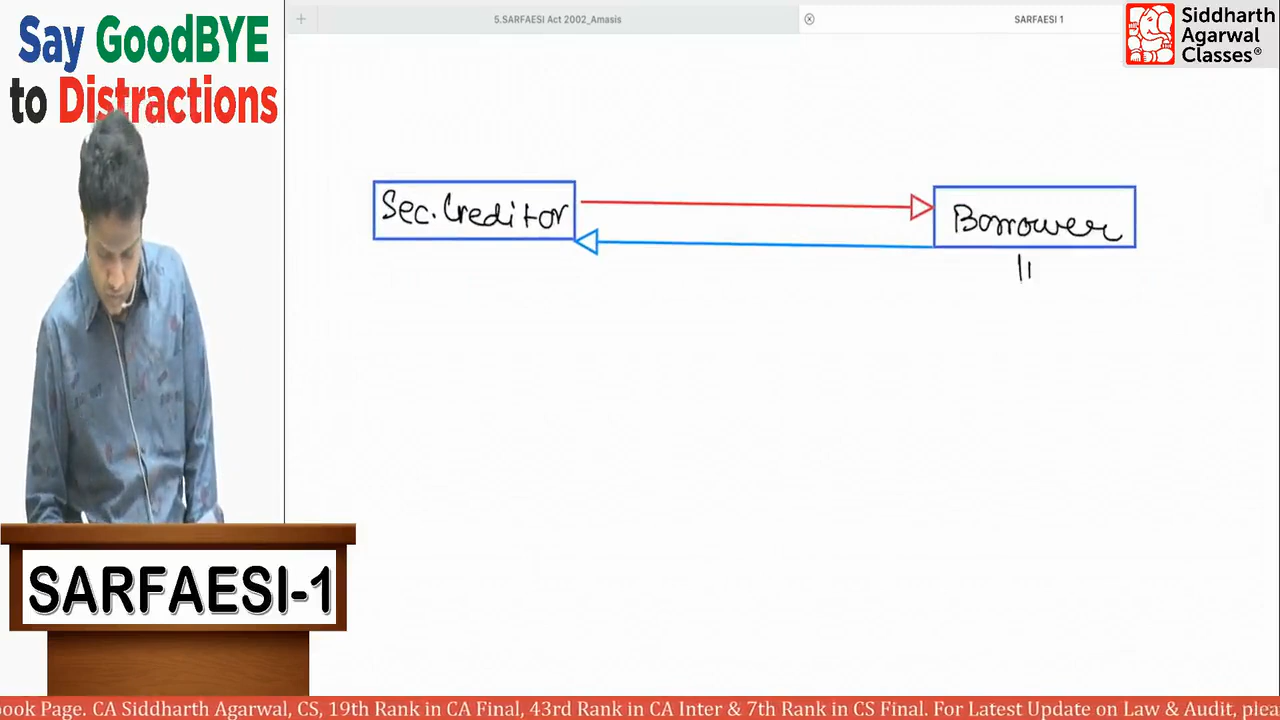 Say GoodBYE
to Distractions
5.SARFAESI Act 2002_Amasis
SARFAESI 1
Siddharth
Agarwal
Classes®
Sec. Creditor
Borrower
SARFAESI-1
ook Page. CA Siddharth Agarwal, CS, 19th Rank in CA Final, 43rd Rank in CA Inter & 7th Rank in CS Final. For Latest Update on Law & Audit, plea